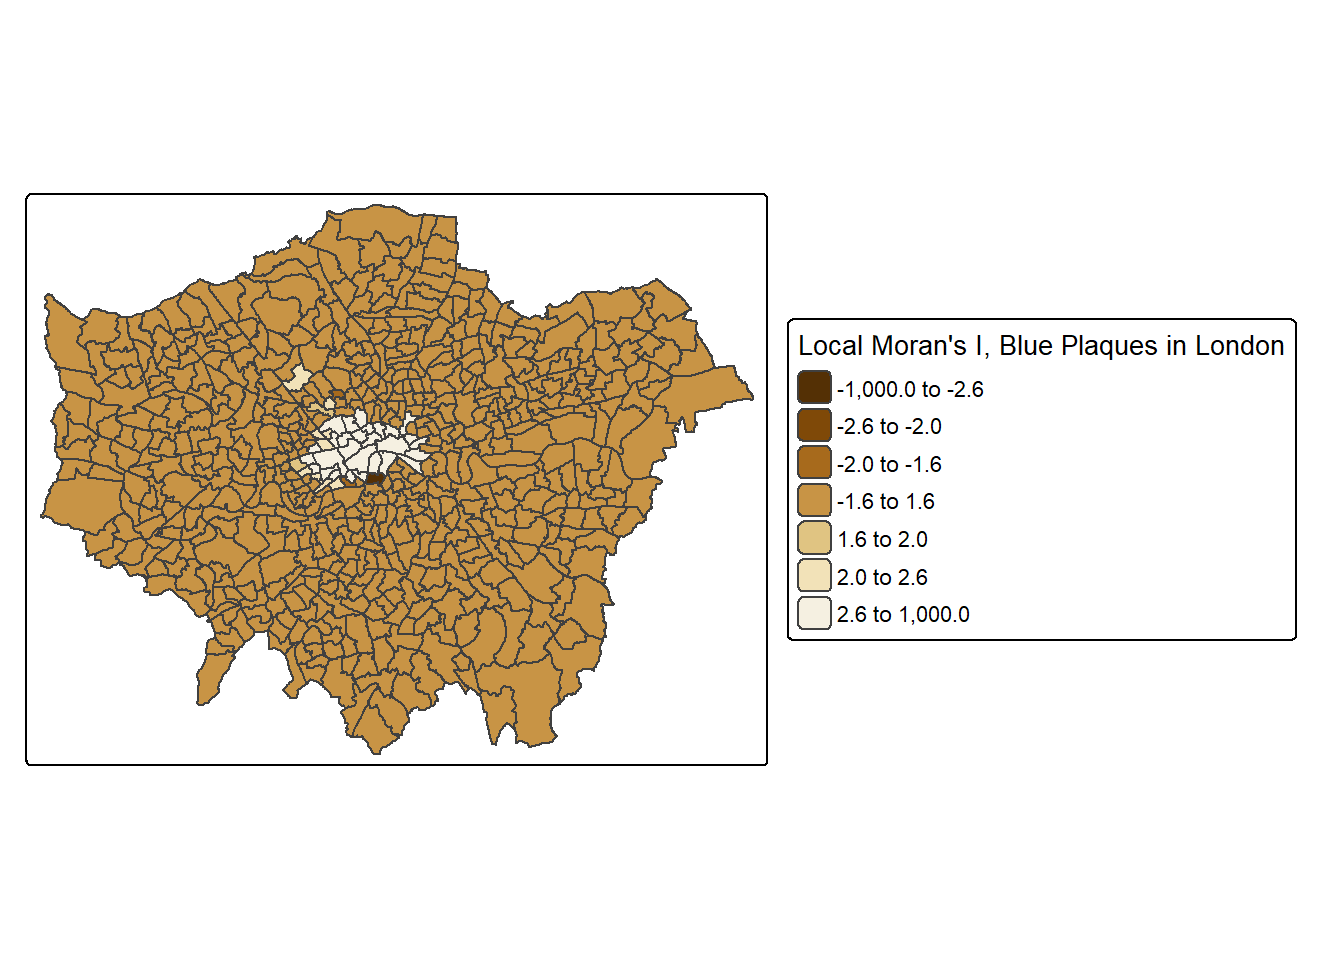 Local Moran's I, Blue Plaques in London
-1,000.0 to -2.6
-2.6 to -2.0
-2.0 to -1.6
-1.6 to 1.6
1.6 to 2.0
2.0 to 2.6
2.6 to 1,000.0